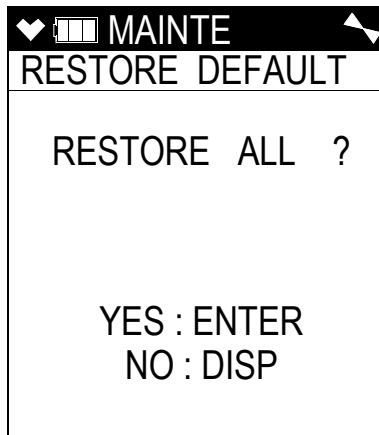 MAINTE
RESTORE DEFAULT
RESTORE ALL ?
YES : ENTER
NO : DISP